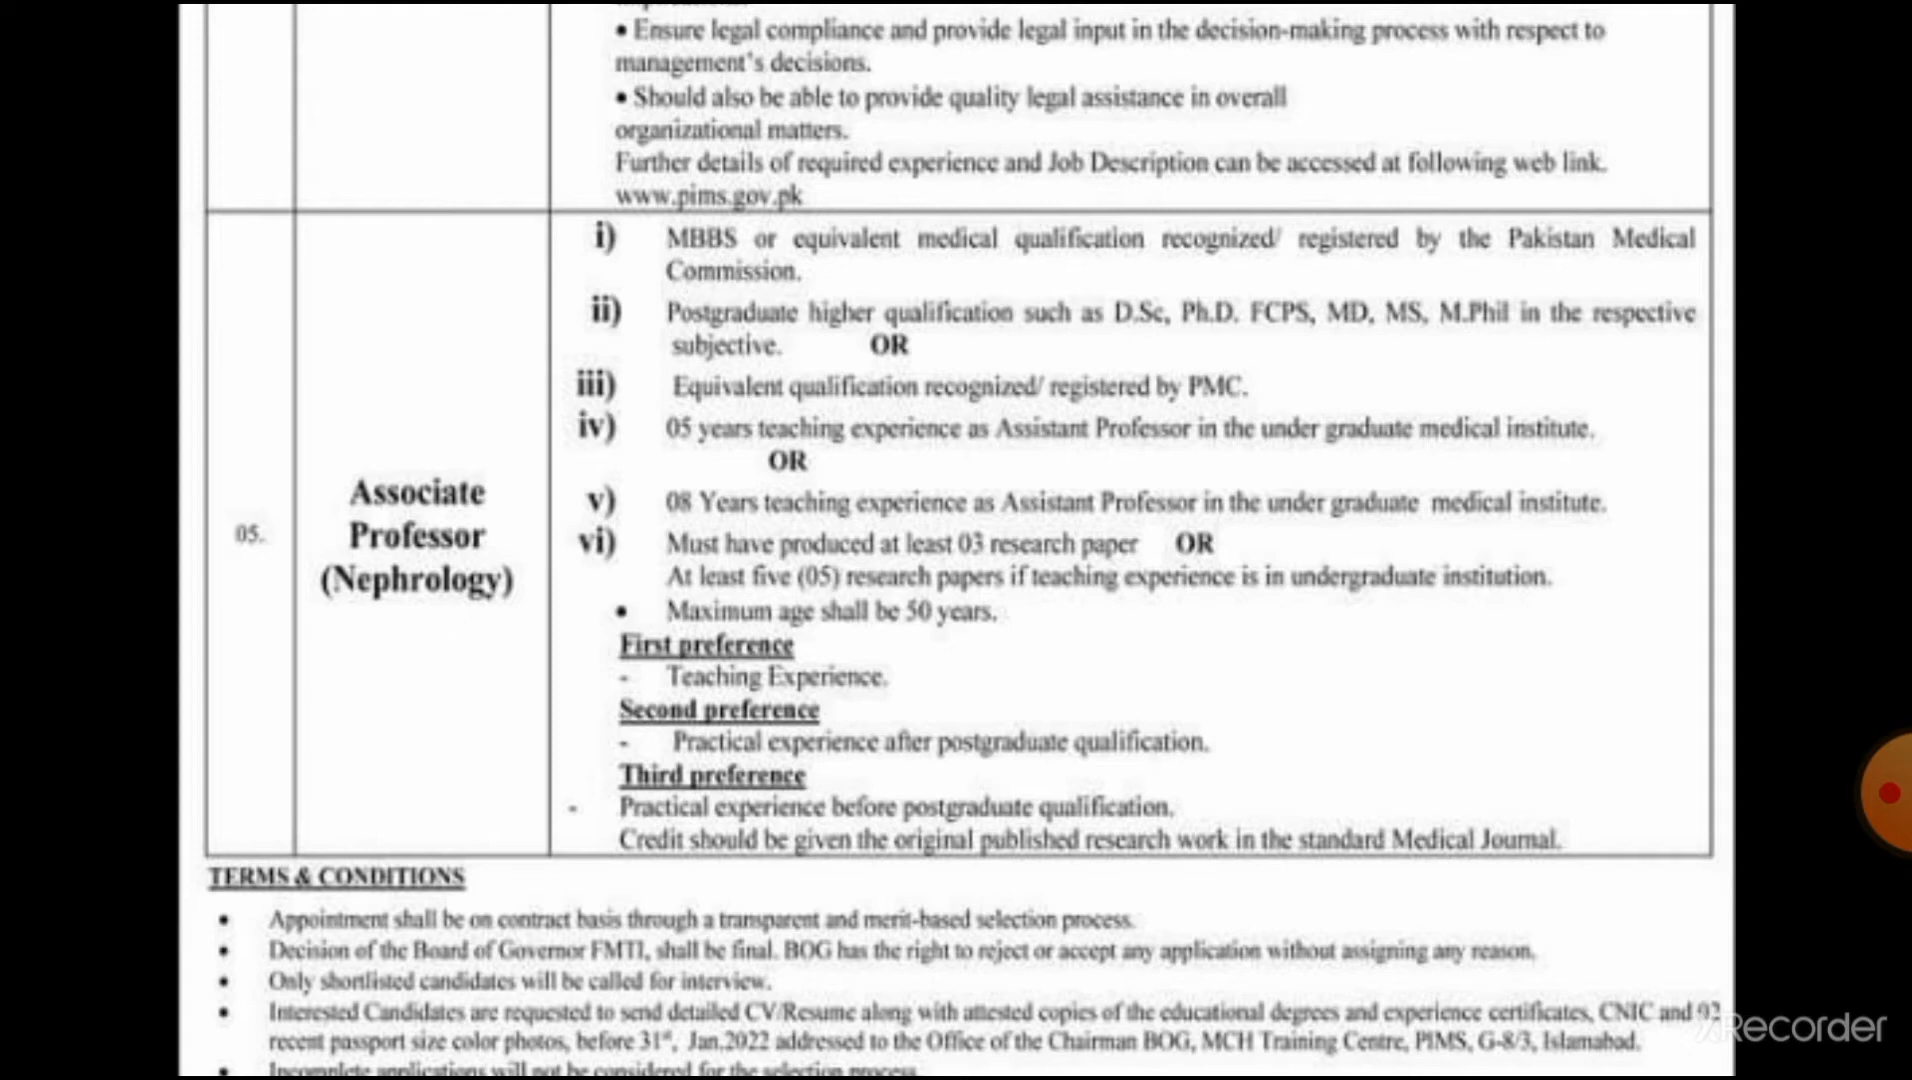 • Ensure legal compliance and provide legal input in the decision-making process with respect to
management's decisions.
• Should also be able to provide quality legal assistance in overall
organizational matters.
Further details of required experience and Job Description can be accessed at following web link.
www.pims.gov.pk
05.
Associate
Professor
(Nephrology)
i) MBBS or equivalent medical qualification recognized/ registered by the Pakistan Medical
Commission.
ii) Postgraduate higher qualification such as D.Sc, Ph.D. FCPS, MD, MS, M.Phil in the respective
subjective. OR
iii) Equivalent qualification recognized/ registered by PMC.
iv) 05 years teaching experience as Assistant Professor in the under graduate medical institute.
OR
v) 08 Years teaching experience as Assistant Professor in the under graduate medical institute.
vi) Must have produced at least 03 research paper OR
At least five (05) research papers if teaching experience is in undergraduate institution.
• Maximum age shall be 50 years.
First preference
- Teaching Experience.
Second preference
- Practical experience after postgraduate qualification.
Third preference
- Practical experience before postgraduate qualification.
Credit should be given the original published research work in the standard Medical Journal.
TERMS & CONDITIONS
• Appointment shall be on contract basis through a transparent and merit-based selection process.
• Decision of the Board of Governor FMTI, shall be final. BOG has the right to reject or accept any application without assigning any reason.
• Only shortlisted candidates will be called for interview.
• Interested Candidates are requested to send detailed CV/Resume along with attested copies of the educational degrees and experience certificates, CNIC and 02
recent passport size color photos, before 31st, Jan.2022 addressed to the Office of the Chairman BOG, MCH Training Centre, PIMS, G-8/3, Islamabad.
• Incomplete applications will not be considered for the selection process
XRecorder